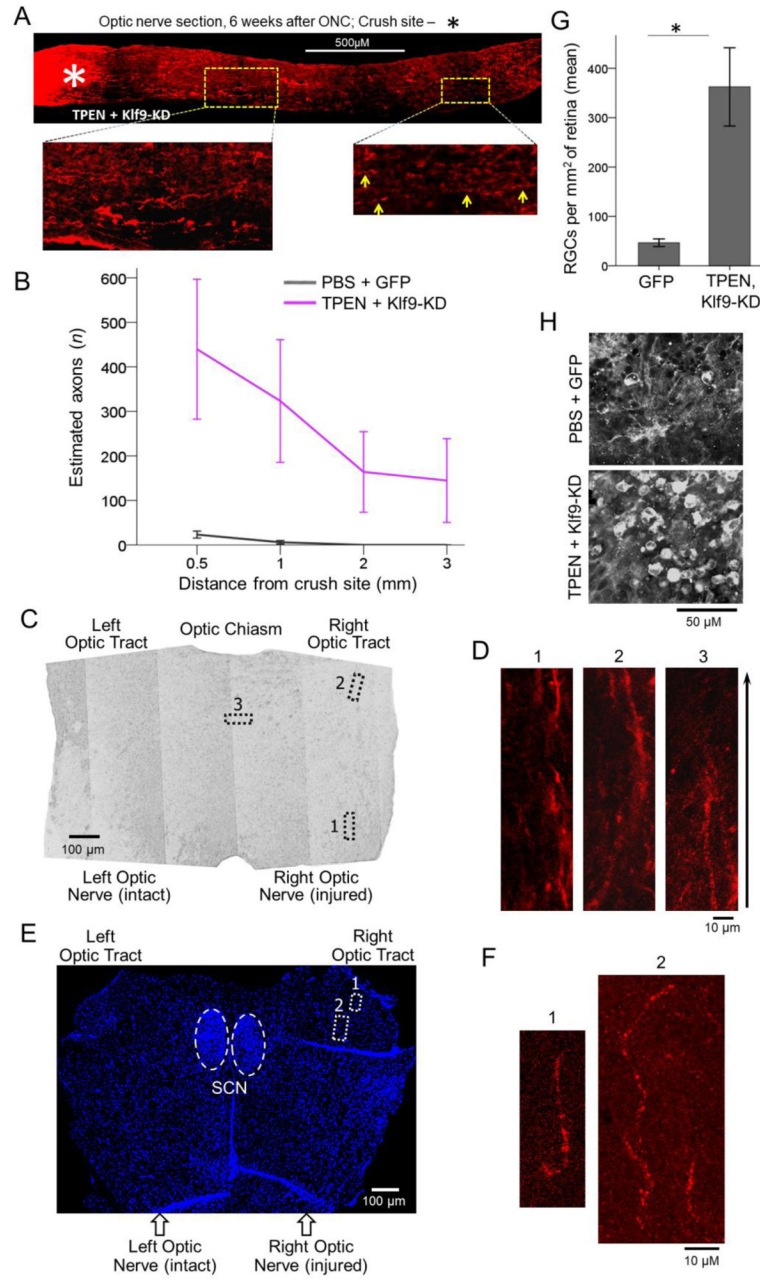 A
Optic nerve section, 6 weeks after ONC; Crush site – *
500µM
*
TPEN + Klf9-KD
B
Estimated axons (n)
600
500
400
300
200
100
0
PBS + GFP
TPEN + Klf9-KD
0.5
1
2
3
Distance from crush site (mm)
C
Left
Optic Tract
Optic Chiasm
Right
Optic Tract
2
3
1
100 µm
Left Optic
Nerve (intact)
Right Optic
Nerve (injured)
E
Left
Optic Tract
Right
Optic Tract
1
2
SCN
100 µm
Left Optic
Nerve (intact)
Right Optic
Nerve (injured)
G
*
RGCs per mm² of retina (mean)
400
300
200
100
0
GFP
TPEN,
Klf9-KD
H
PBS + GFP
TPEN + Klf9-KD
50 µM
D
1
2
3
10 µm
F
1
2
10 µm